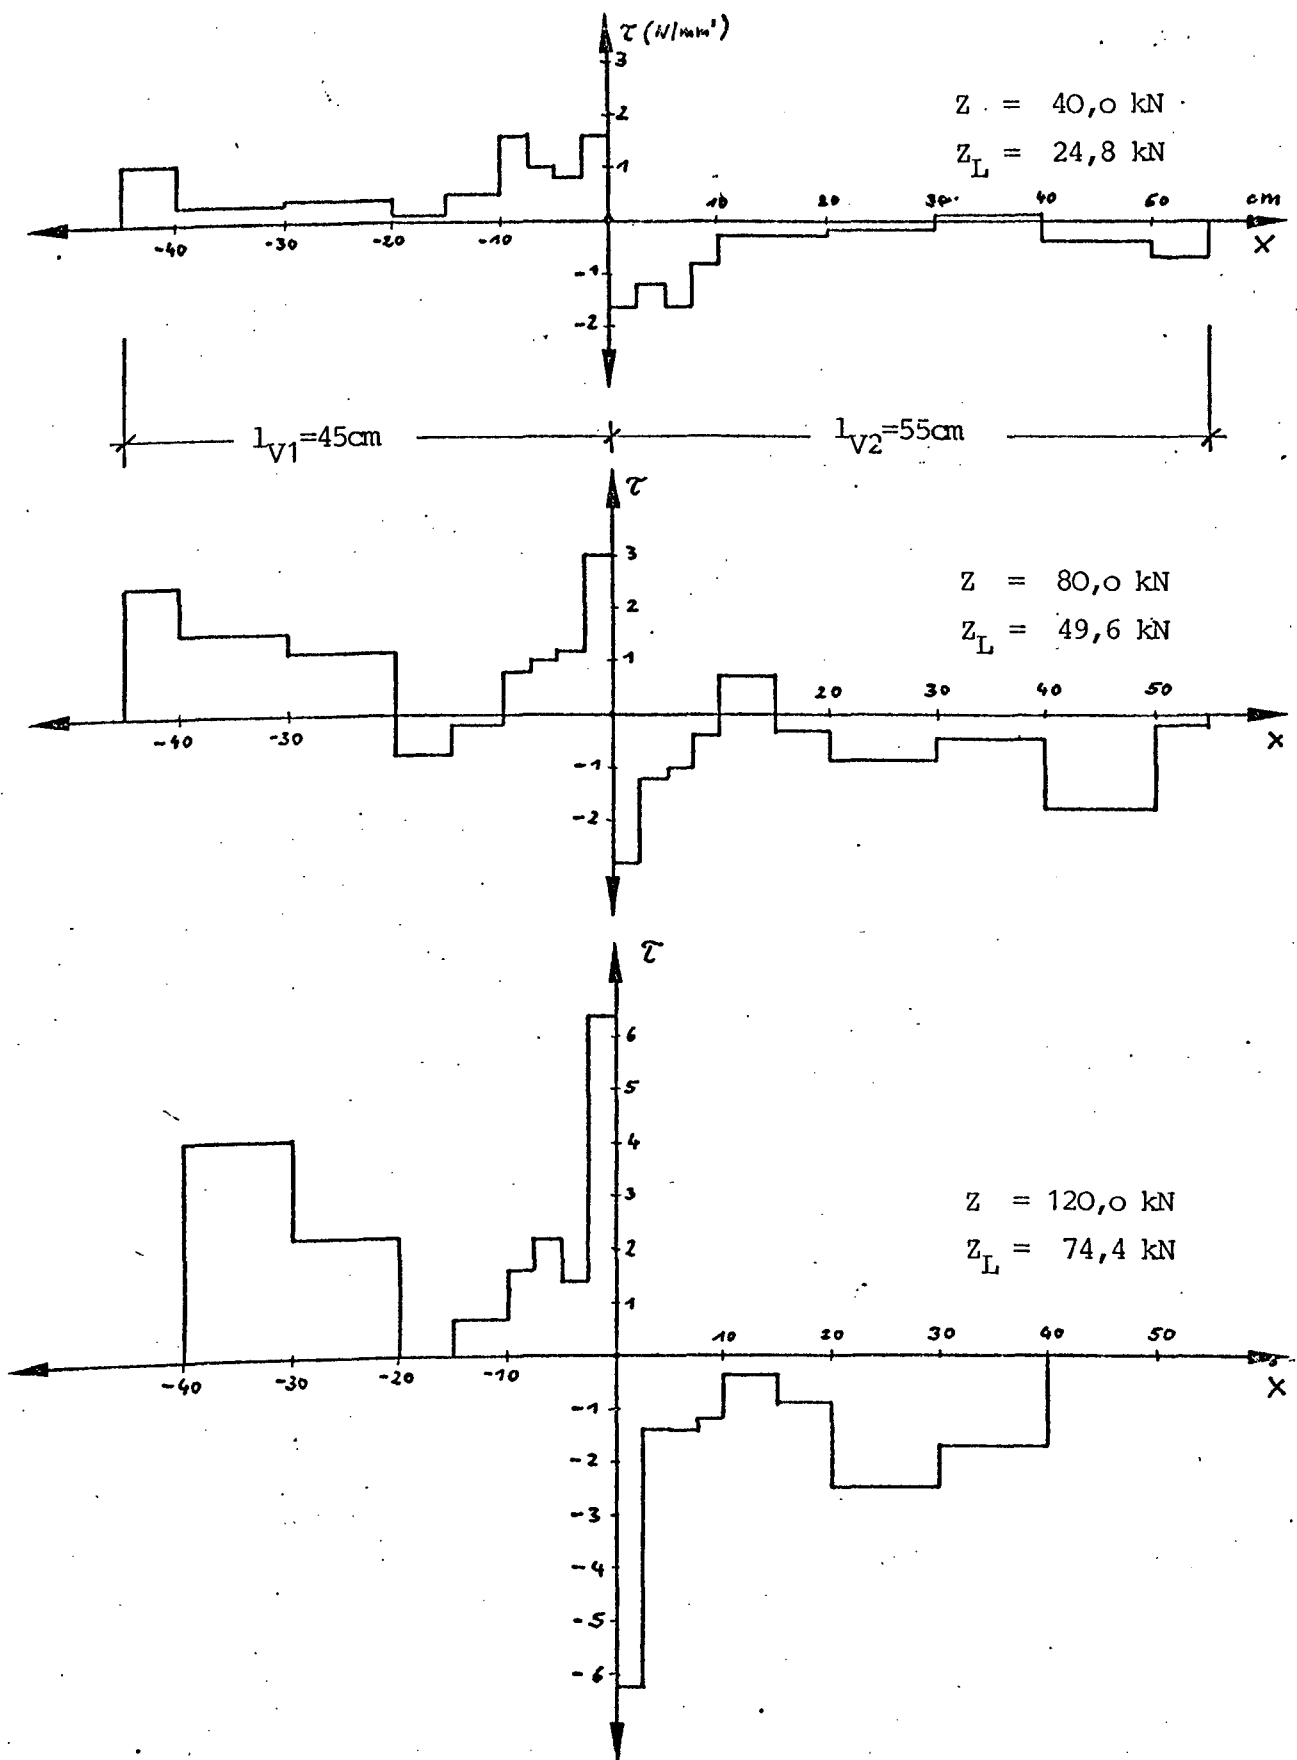 τ (N/mm²)
3
2
1
Z = 40,0 kN
Z_L = 24,8 kN
10 20 30 40 50 cm
-40 -30 -20 -10
X
-1
-2
l_V1=45cm
l_V2=55cm
τ
3
2
1
Z = 80,0 kN
Z_L = 49,6 kN
20 30 40 50
-40 -30
X
-1
-2
τ
6
5
4
3
2
1
Z = 120,0 kN
Z_L = 74,4 kN
10 20 30 40 50
-40 -30 -20 -10
X
-1
-2
-3
-4
-5
-6